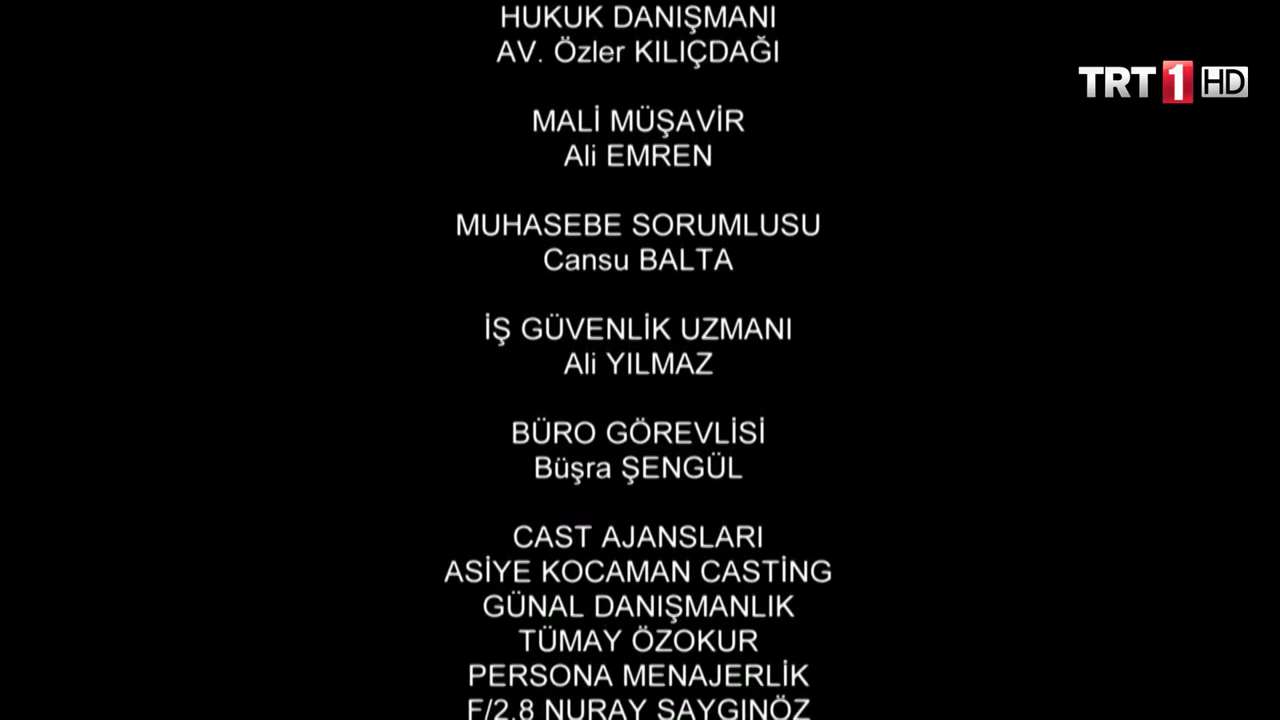 HUKUK DANIŞMANI
AV. Özler KILIÇDAĞI
TRT 1 HD
MALİ MÜŞAVİR
Ali EMREN
MUHASEBE SORUMLUSU
Cansu BALTA
İŞ GÜVENLİK UZMANI
Ali YILMAZ
BÜRO GÖREVLİSİ
Büşra ŞENGÜL
CAST AJANSLARI
ASİYE KOCAMAN CASTİNG
GÜNAL DANIŞMANLIK
TÜMAY ÖZOKUR
PERSONA MENAJERLİK
F/2.8 NURAY SAYGINÖZ